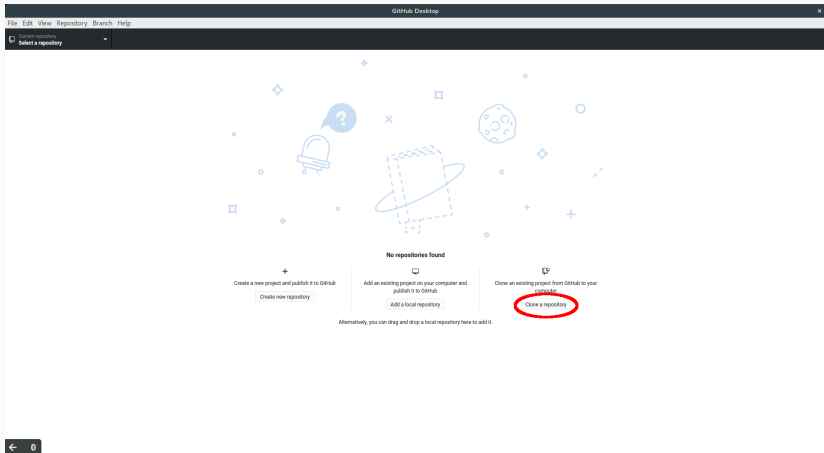 GitHub Desktop ×
File Edit View Repository Branch Help
Current repository
Select a repository
?
No repositories found
Create a new project and publish it to GitHub
Create new repository
Add an existing project on your computer and
publish it to GitHub
Add a local repository
Clone an existing project from GitHub to your
computer
Clone a repository
Alternatively, you can drag and drop a local repository here to add it.